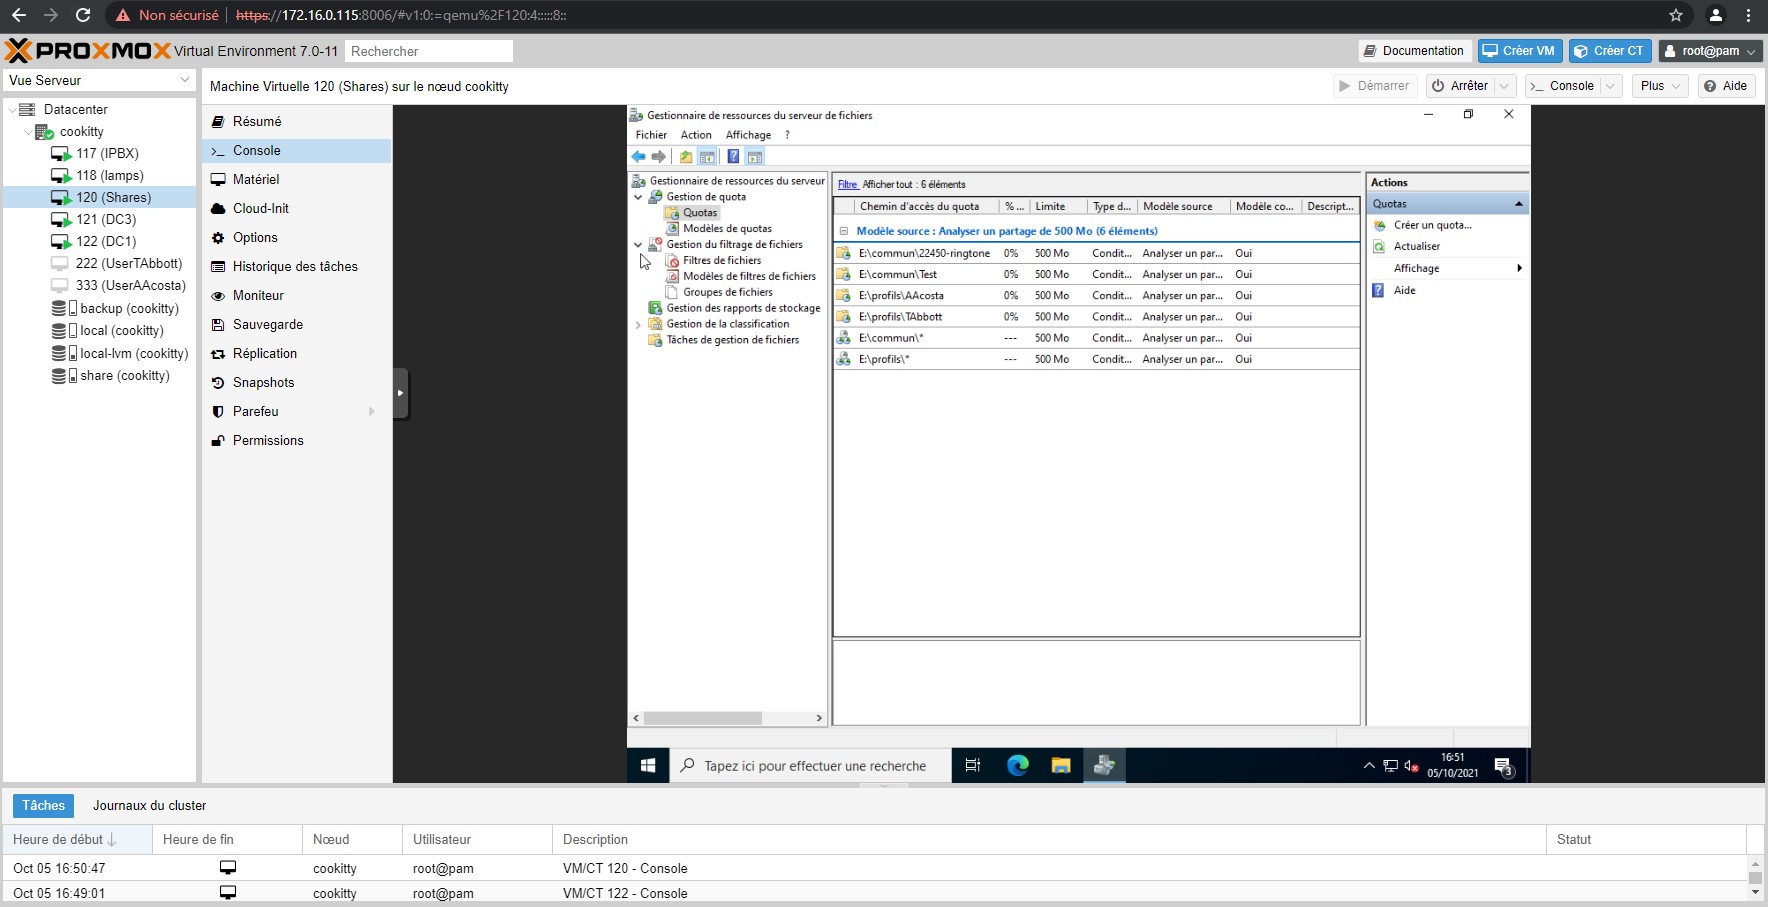 Non sécurisé https://172.16.0.115:8006/#v1:0:=qemu%2F120:4:::::8::
PROXMOX Virtual Environment 7.0-11 Rechercher Documentation Créer VM Créer CT root@pam
Vue Serveur
Machine Virtuelle 120 (Shares) sur le nœud cookitty Démarrer Arrêter Console Plus Aide
Datacenter
cookitty
117 (IPBX)
118 (lamps)
120 (Shares)
121 (DC3)
122 (DC1)
222 (UserTAbbott)
333 (UserAAcosta)
backup (cookitty)
local (cookitty)
local-lvm (cookitty)
share (cookitty)
Résumé
Console
Matériel
Cloud-Init
Options
Historique des tâches
Moniteur
Sauvegarde
Réplication
Snapshots
Parefeu
Permissions
Gestionnaire de ressources du serveur de fichiers
Fichier Action Affichage ?
Gestionnaire de ressources du serveur
Gestion de quota
Quotas
Modèles de quotas
Gestion du filtrage de fichiers
Filtres de fichiers
Modèles de filtres de fichiers
Groupes de fichiers
Gestion des rapports de stockage
Gestion de la classification
Tâches de gestion de fichiers
Filtre Afficher tout : 6 éléments
Chemin d'accès du quota % ... Limite Type d... Modèle source Modèle co... Descript...
Modèle source : Analyser un partage de 500 Mo (6 éléments)
E:\commun\22450-ringtone 0% 500 Mo Condit... Analyser un par... Oui
E:\commun\Test 0% 500 Mo Condit... Analyser un par... Oui
E:\profils\AAcosta 0% 500 Mo Condit... Analyser un par... Oui
E:\profils\TAbbott 0% 500 Mo Condit... Analyser un par... Oui
E:\commun\* --- 500 Mo Condit... Analyser un par... Oui
E:\profils\* --- 500 Mo Condit... Analyser un par... Oui
Actions
Quotas
Créer un quota...
Actualiser
Affichage
Aide
Tapez ici pour effectuer une recherche
16:51
05/10/2021
3
Tâches Journaux du cluster
Heure de début Heure de fin Nœud Utilisateur Description Statut
Oct 05 16:50:47 cookitty root@pam VM/CT 120 - Console
Oct 05 16:49:01 cookitty root@pam VM/CT 122 - Console